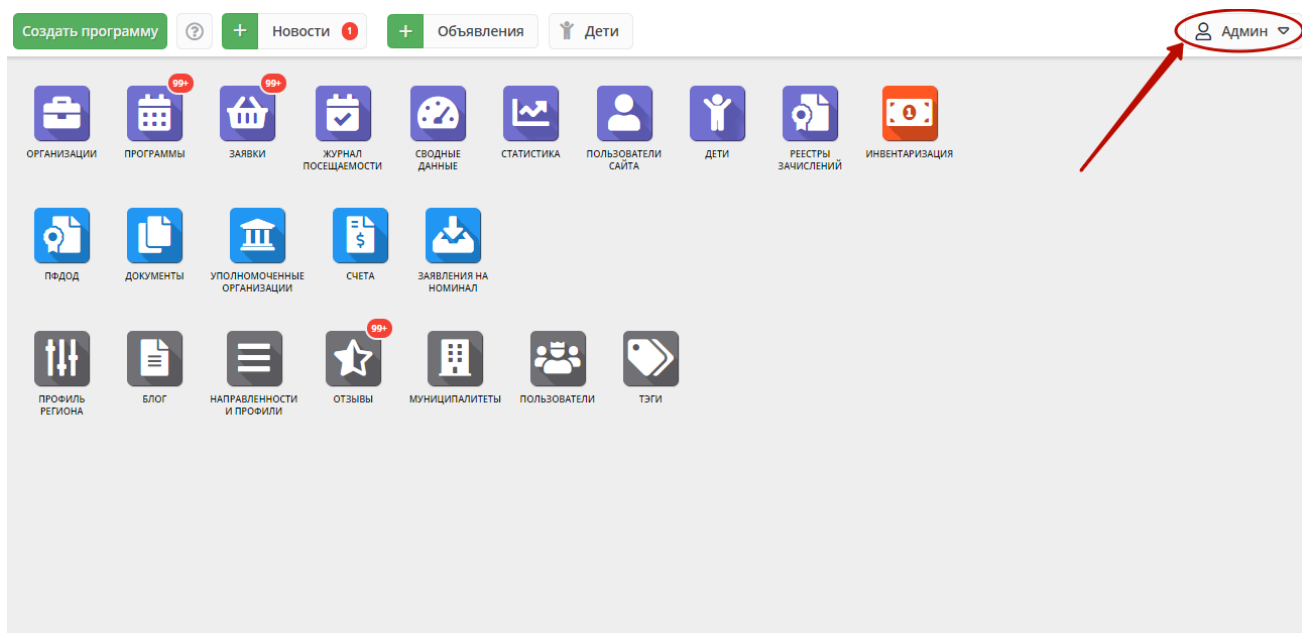 Создать программу ? + Новости 1 + Объявления Дети Админ
99+ 99+
1
ОРГАНИЗАЦИИ ПРОГРАММЫ ЗАЯВКИ ЖУРНАЛ СВОДНЫЕ СТАТИСТИКА ПОЛЬЗОВАТЕЛИ ДЕТИ РЕЕСТРЫ ИНВЕНТАРИЗАЦИЯ
ПОСЕЩАЕМОСТИ ДАННЫЕ САЙТА ЗАЧИСЛЕНИЙ
$
ПФДОД ДОКУМЕНТЫ УПОЛНОМОЧЕННЫЕ СЧЕТА ЗАЯВЛЕНИЯ НА
ОРГАНИЗАЦИИ НОМИНАЛ
99+
ПРОФИЛЬ БЛОГ НАПРАВЛЕННОСТИ ОТЗЫВЫ МУНИЦИПАЛИТЕТЫ ПОЛЬЗОВАТЕЛИ ТЭГИ
РЕГИОНА И ПРОФИЛИ